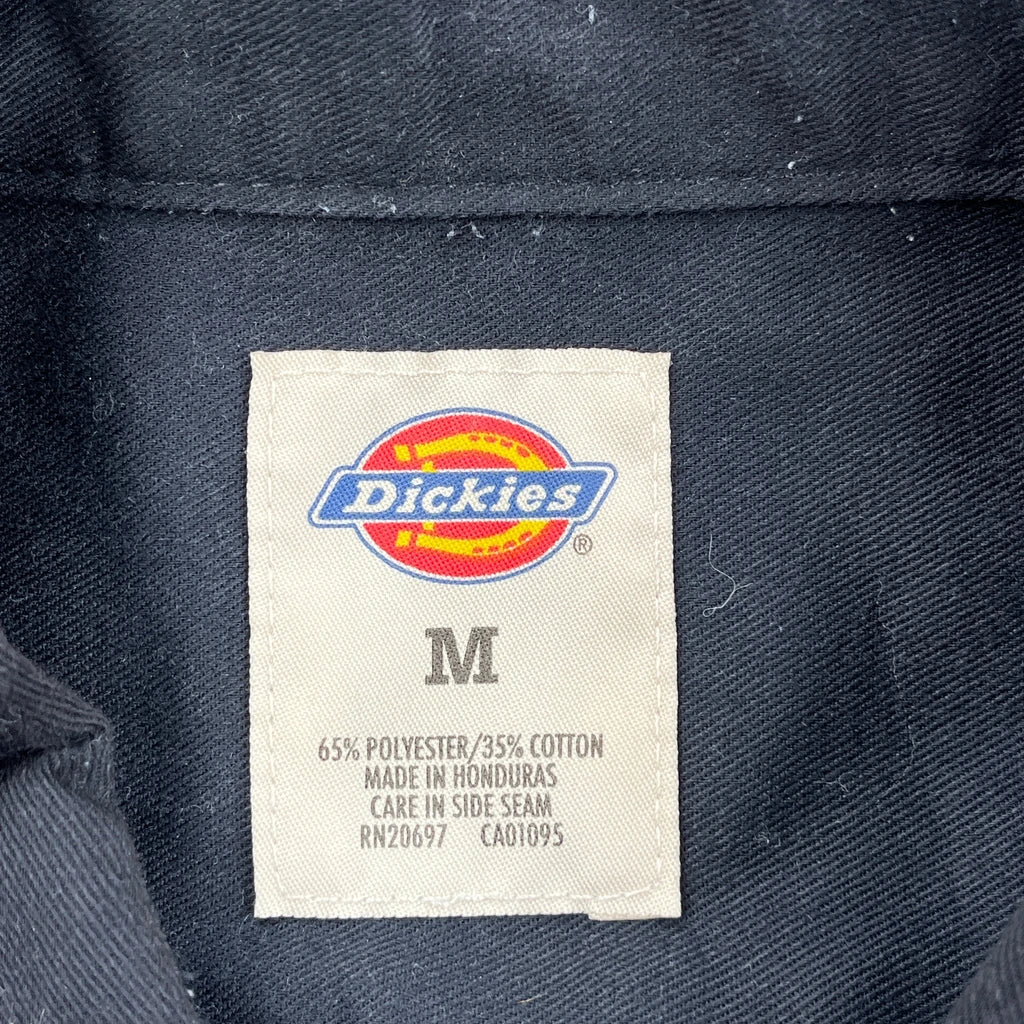 Dickies
®
M
65% POLYESTER/35% COTTON
MADE IN HONDURAS
CARE IN SIDE SEAM
RN20697 CA01095